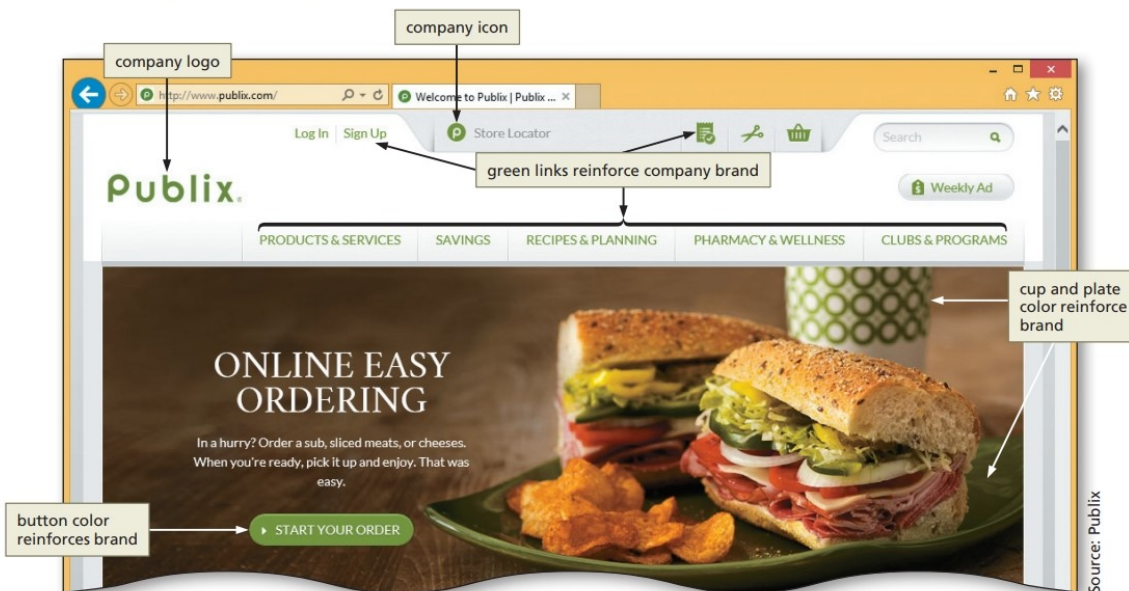 company icon
company logo
http://www.publix.com/
Welcome to Publix | Publix ...
Log In
Sign Up
Store Locator
Search
green links reinforce company brand
Publix.
Weekly Ad
PRODUCTS & SERVICES
SAVINGS
RECIPES & PLANNING
PHARMACY & WELLNESS
CLUBS & PROGRAMS
cup and plate
color reinforce
brand
ONLINE EASY
ORDERING
In a hurry? Order a sub, sliced meats, or cheeses.
When you're ready, pick it up and enjoy. That was
easy.
START YOUR ORDER
button color
reinforces brand
Source: Publix